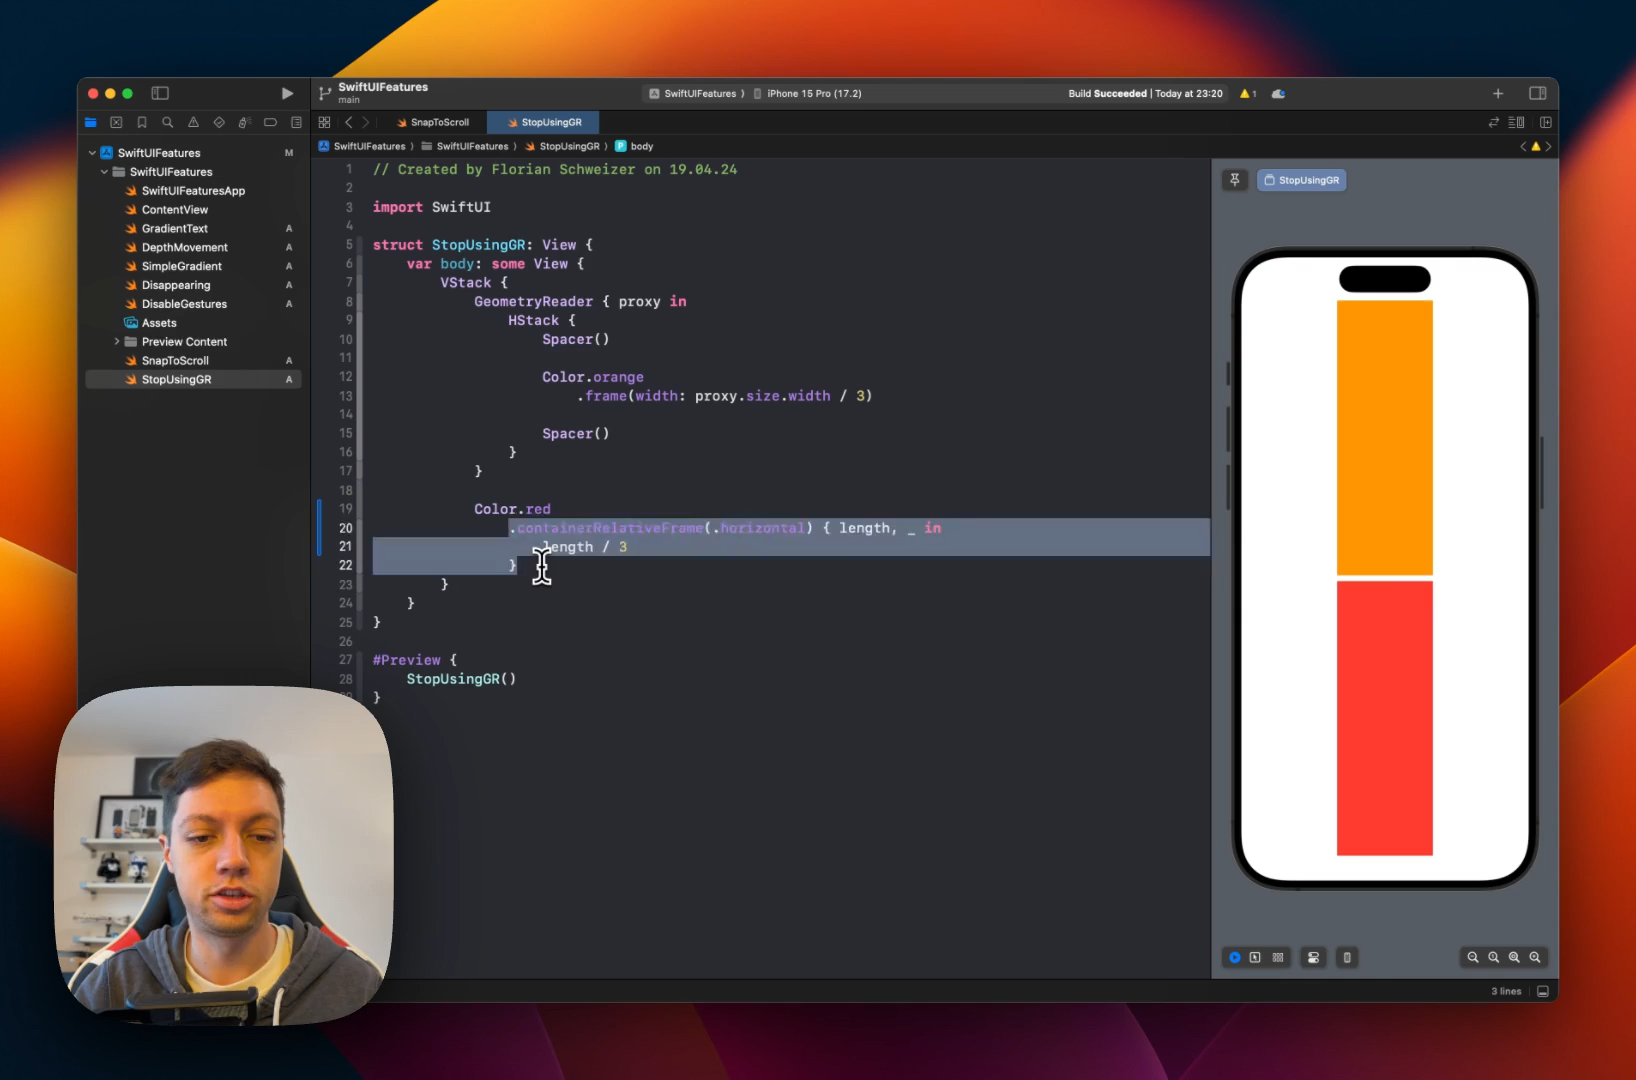 SwiftUIFeatures
main
SwiftUIFeatures ⟩ iPhone 15 Pro (17.2)
Build Succeeded | Today at 23:20
1
SnapToScroll
StopUsingGR
SwiftUIFeatures ⟩ SwiftUIFeatures ⟩ StopUsingGR ⟩ P body
SwiftUIFeatures M
SwiftUIFeatures
SwiftUIFeaturesApp
ContentView
GradientText A
DepthMovement A
SimpleGradient A
Disappearing A
DisableGestures A
Assets
Preview Content
SnapToScroll A
StopUsingGR A
1 // Created by Florian Schweizer on 19.04.24
2
3 import SwiftUI
4
5 struct StopUsingGR: View {
6 var body: some View {
7 VStack {
8 GeometryReader { proxy in
9 HStack {
10 Spacer()
11
12 Color.orange
13 .frame(width: proxy.size.width / 3)
14
15 Spacer()
16 }
17 }
18
19 Color.red
20 .containerRelativeFrame(.horizontal) { length, _ in
21 length / 3
22 }
23 }
24 }
25 }
26
27 #Preview {
28 StopUsingGR()
}
StopUsingGR
3 lines